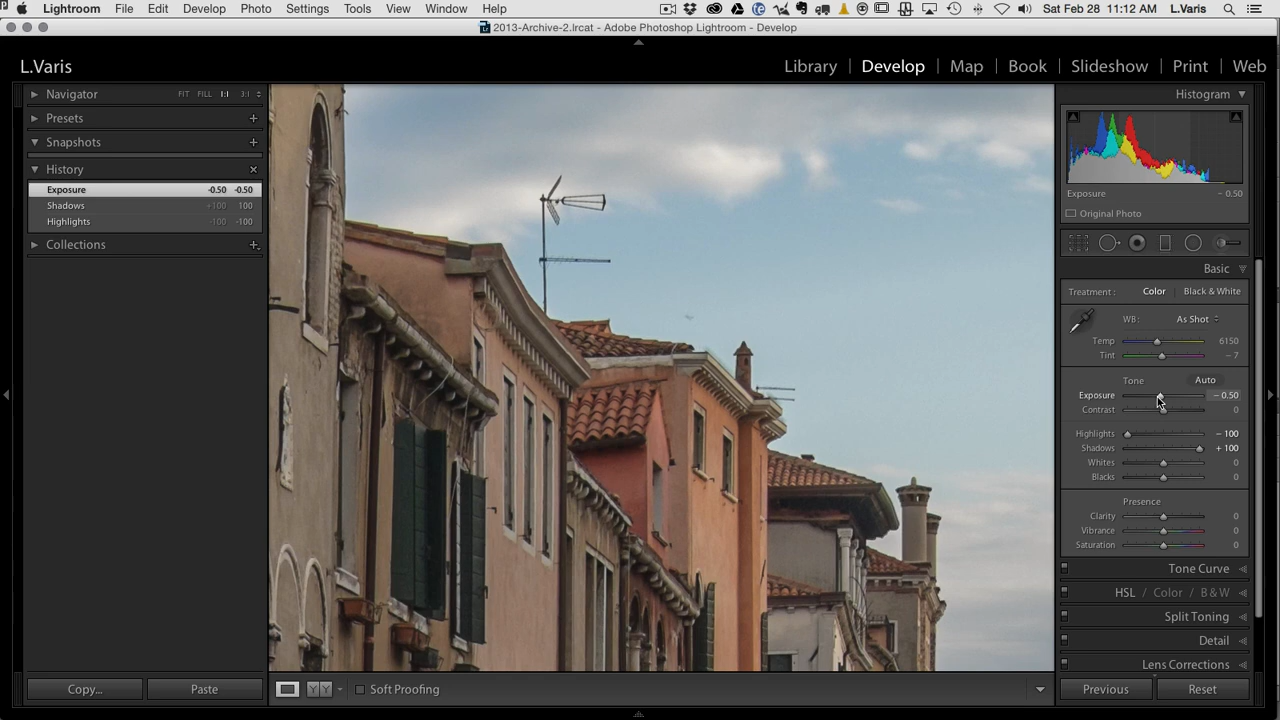 Lightroom File Edit Develop Photo Settings Tools View Window Help Sat Feb 28 11:12 AM L.Varis
2013-Archive-2.lrcat - Adobe Photoshop Lightroom - Develop
L.Varis Library Develop Map Book Slideshow Print Web
Navigator FIT FILL 1:1 3:1
Presets
Snapshots
History
Exposure -0.50 -0.50
Shadows +100 100
Highlights -100 -100
Collections
Copy... Paste
Soft Proofing
Histogram
Exposure - 0.50
Original Photo
Basic
Treatment : Color Black & White
WB : As Shot
Temp 6150
Tint - 7
Tone Auto
Exposure - 0.50
Contrast 0
Highlights - 100
Shadows + 100
Whites 0
Blacks 0
Presence
Clarity 0
Vibrance 0
Saturation 0
Tone Curve
HSL / Color / B & W
Split Toning
Detail
Lens Corrections
Previous Reset